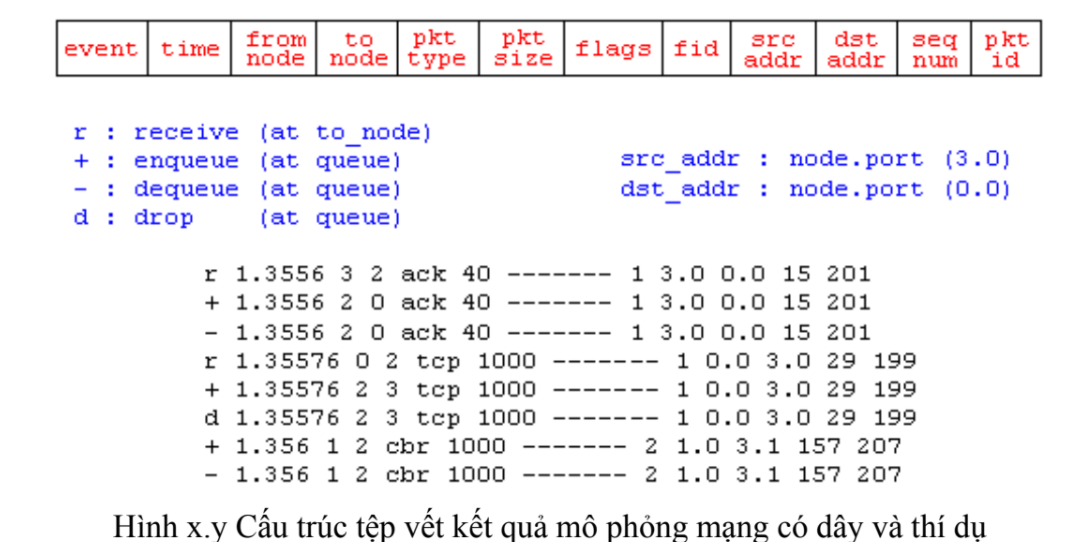 event time from node to node pkt type pkt size flags fid src addr dst addr seq num pkt id
r : receive (at to_node)
+ : enqueue (at queue)
- : dequeue (at queue)
d : drop (at queue)
src_addr : node.port (3.0)
dst_addr : node.port (0.0)
r 1.3556 3 2 ack 40 ------- 1 3.0 0.0 15 201
+ 1.3556 2 0 ack 40 ------- 1 3.0 0.0 15 201
- 1.3556 2 0 ack 40 ------- 1 3.0 0.0 15 201
r 1.35576 0 2 tcp 1000 ------- 1 0.0 3.0 29 199
+ 1.35576 2 3 tcp 1000 ------- 1 0.0 3.0 29 199
d 1.35576 2 3 tcp 1000 ------- 1 0.0 3.0 29 199
+ 1.356 1 2 cbr 1000 ------- 2 1.0 3.1 157 207
- 1.356 1 2 cbr 1000 ------- 2 1.0 3.1 157 207
Hình x.y Cấu trúc tệp vết kết quả mô phỏng mạng có dây và thí dụ